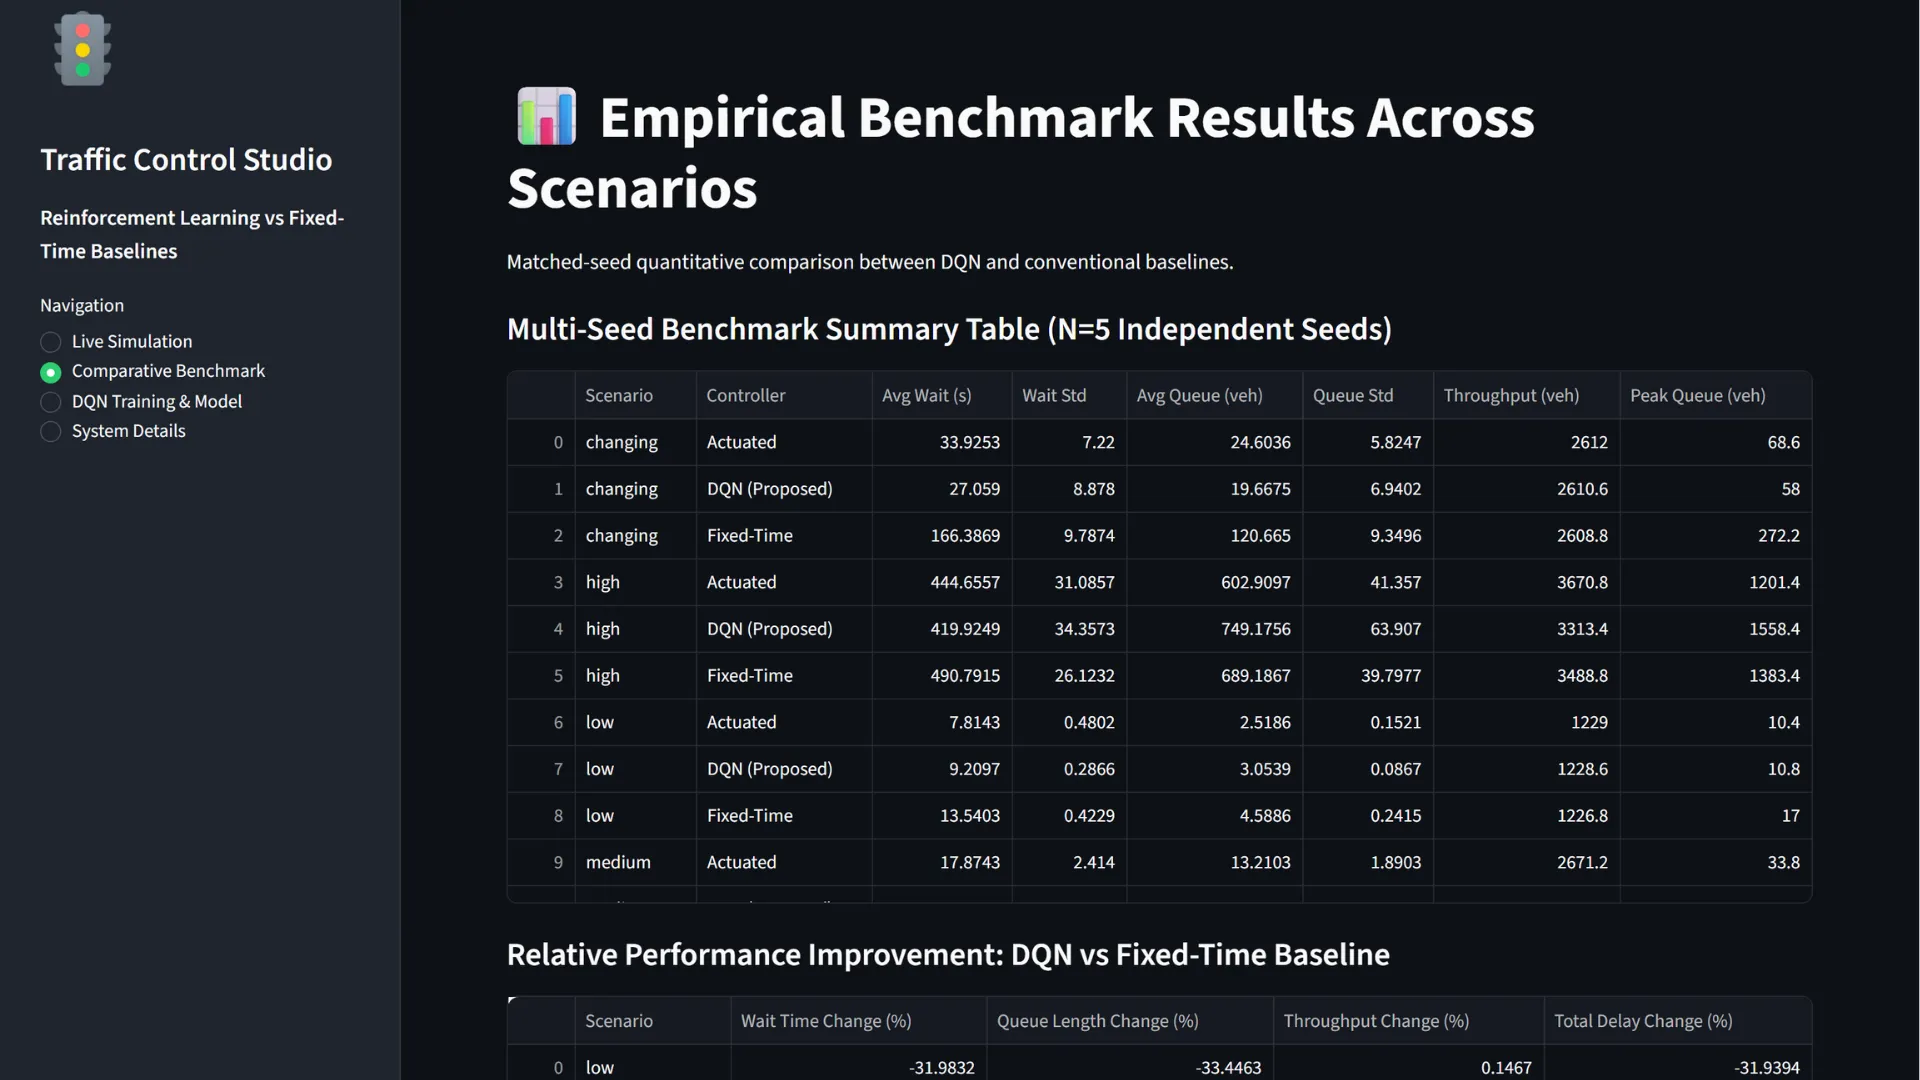 Traffic Control Studio
Reinforcement Learning vs Fixed-
Time Baselines
Navigation
Live Simulation
Comparative Benchmark
DQN Training & Model
System Details
Empirical Benchmark Results Across
Scenarios
Matched-seed quantitative comparison between DQN and conventional baselines.
Multi-Seed Benchmark Summary Table (N=5 Independent Seeds)
Scenario Controller Avg Wait (s) Wait Std Avg Queue (veh) Queue Std Throughput (veh) Peak Queue (veh)
0 changing Actuated 33.9253 7.22 24.6036 5.8247 2612 68.6
1 changing DQN (Proposed) 27.059 8.878 19.6675 6.9402 2610.6 58
2 changing Fixed-Time 166.3869 9.7874 120.665 9.3496 2608.8 272.2
3 high Actuated 444.6557 31.0857 602.9097 41.357 3670.8 1201.4
4 high DQN (Proposed) 419.9249 34.3573 749.1756 63.907 3313.4 1558.4
5 high Fixed-Time 490.7915 26.1232 689.1867 39.7977 3488.8 1383.4
6 low Actuated 7.8143 0.4802 2.5186 0.1521 1229 10.4
7 low DQN (Proposed) 9.2097 0.2866 3.0539 0.0867 1228.6 10.8
8 low Fixed-Time 13.5403 0.4229 4.5886 0.2415 1226.8 17
9 medium Actuated 17.8743 2.414 13.2103 1.8903 2671.2 33.8
Relative Performance Improvement: DQN vs Fixed-Time Baseline
Scenario Wait Time Change (%) Queue Length Change (%) Throughput Change (%) Total Delay Change (%)
0 low -31.9832 -33.4463 0.1467 -31.9394